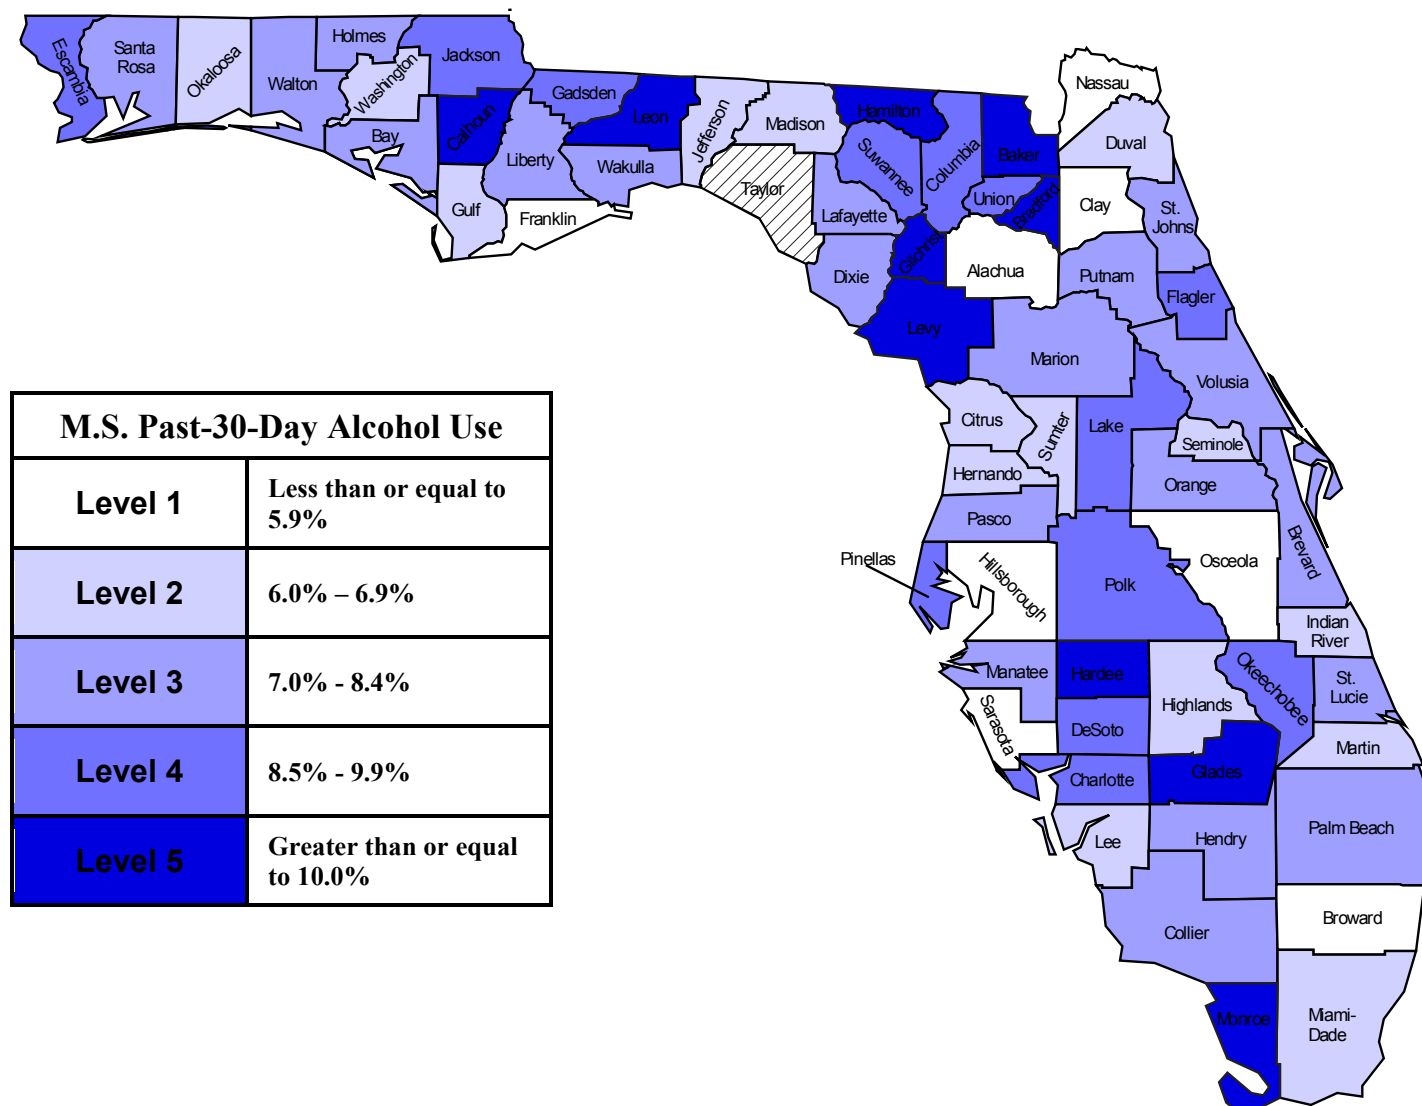 Escambia
Santa
Rosa
Okaloosa
Walton
Holmes
Washington
Jackson
Bay
Calhoun
Gulf
Liberty
Gadsden
Franklin
Leon
Wakulla
Jefferson
Madison
Taylor
Hamilton
Suwannee
Lafayette
Dixie
Columbia
Gilchrist
Levy
Baker
Union
Bradford
Alachua
Nassau
Duval
Clay
St.
Johns
Putnam
Flagler
Marion
Volusia
Citrus
Sumter
Lake
Seminole
Hernando
Orange
Pasco
Brevard
Pinellas
Hillsborough
Polk
Osceola
Indian
River
Manatee
Hardee
Highlands
Okeechobee
St.
Lucie
Sarasota
DeSoto
Martin
Charlotte
Glades
Lee
Hendry
Palm Beach
Collier
Broward
Monroe
Miami-
Dade
M.S. Past-30-Day Alcohol Use
Level 1
Less than or equal to
5.9%
Level 2
6.0% – 6.9%
Level 3
7.0% - 8.4%
Level 4
8.5% - 9.9%
Level 5
Greater than or equal
to 10.0%